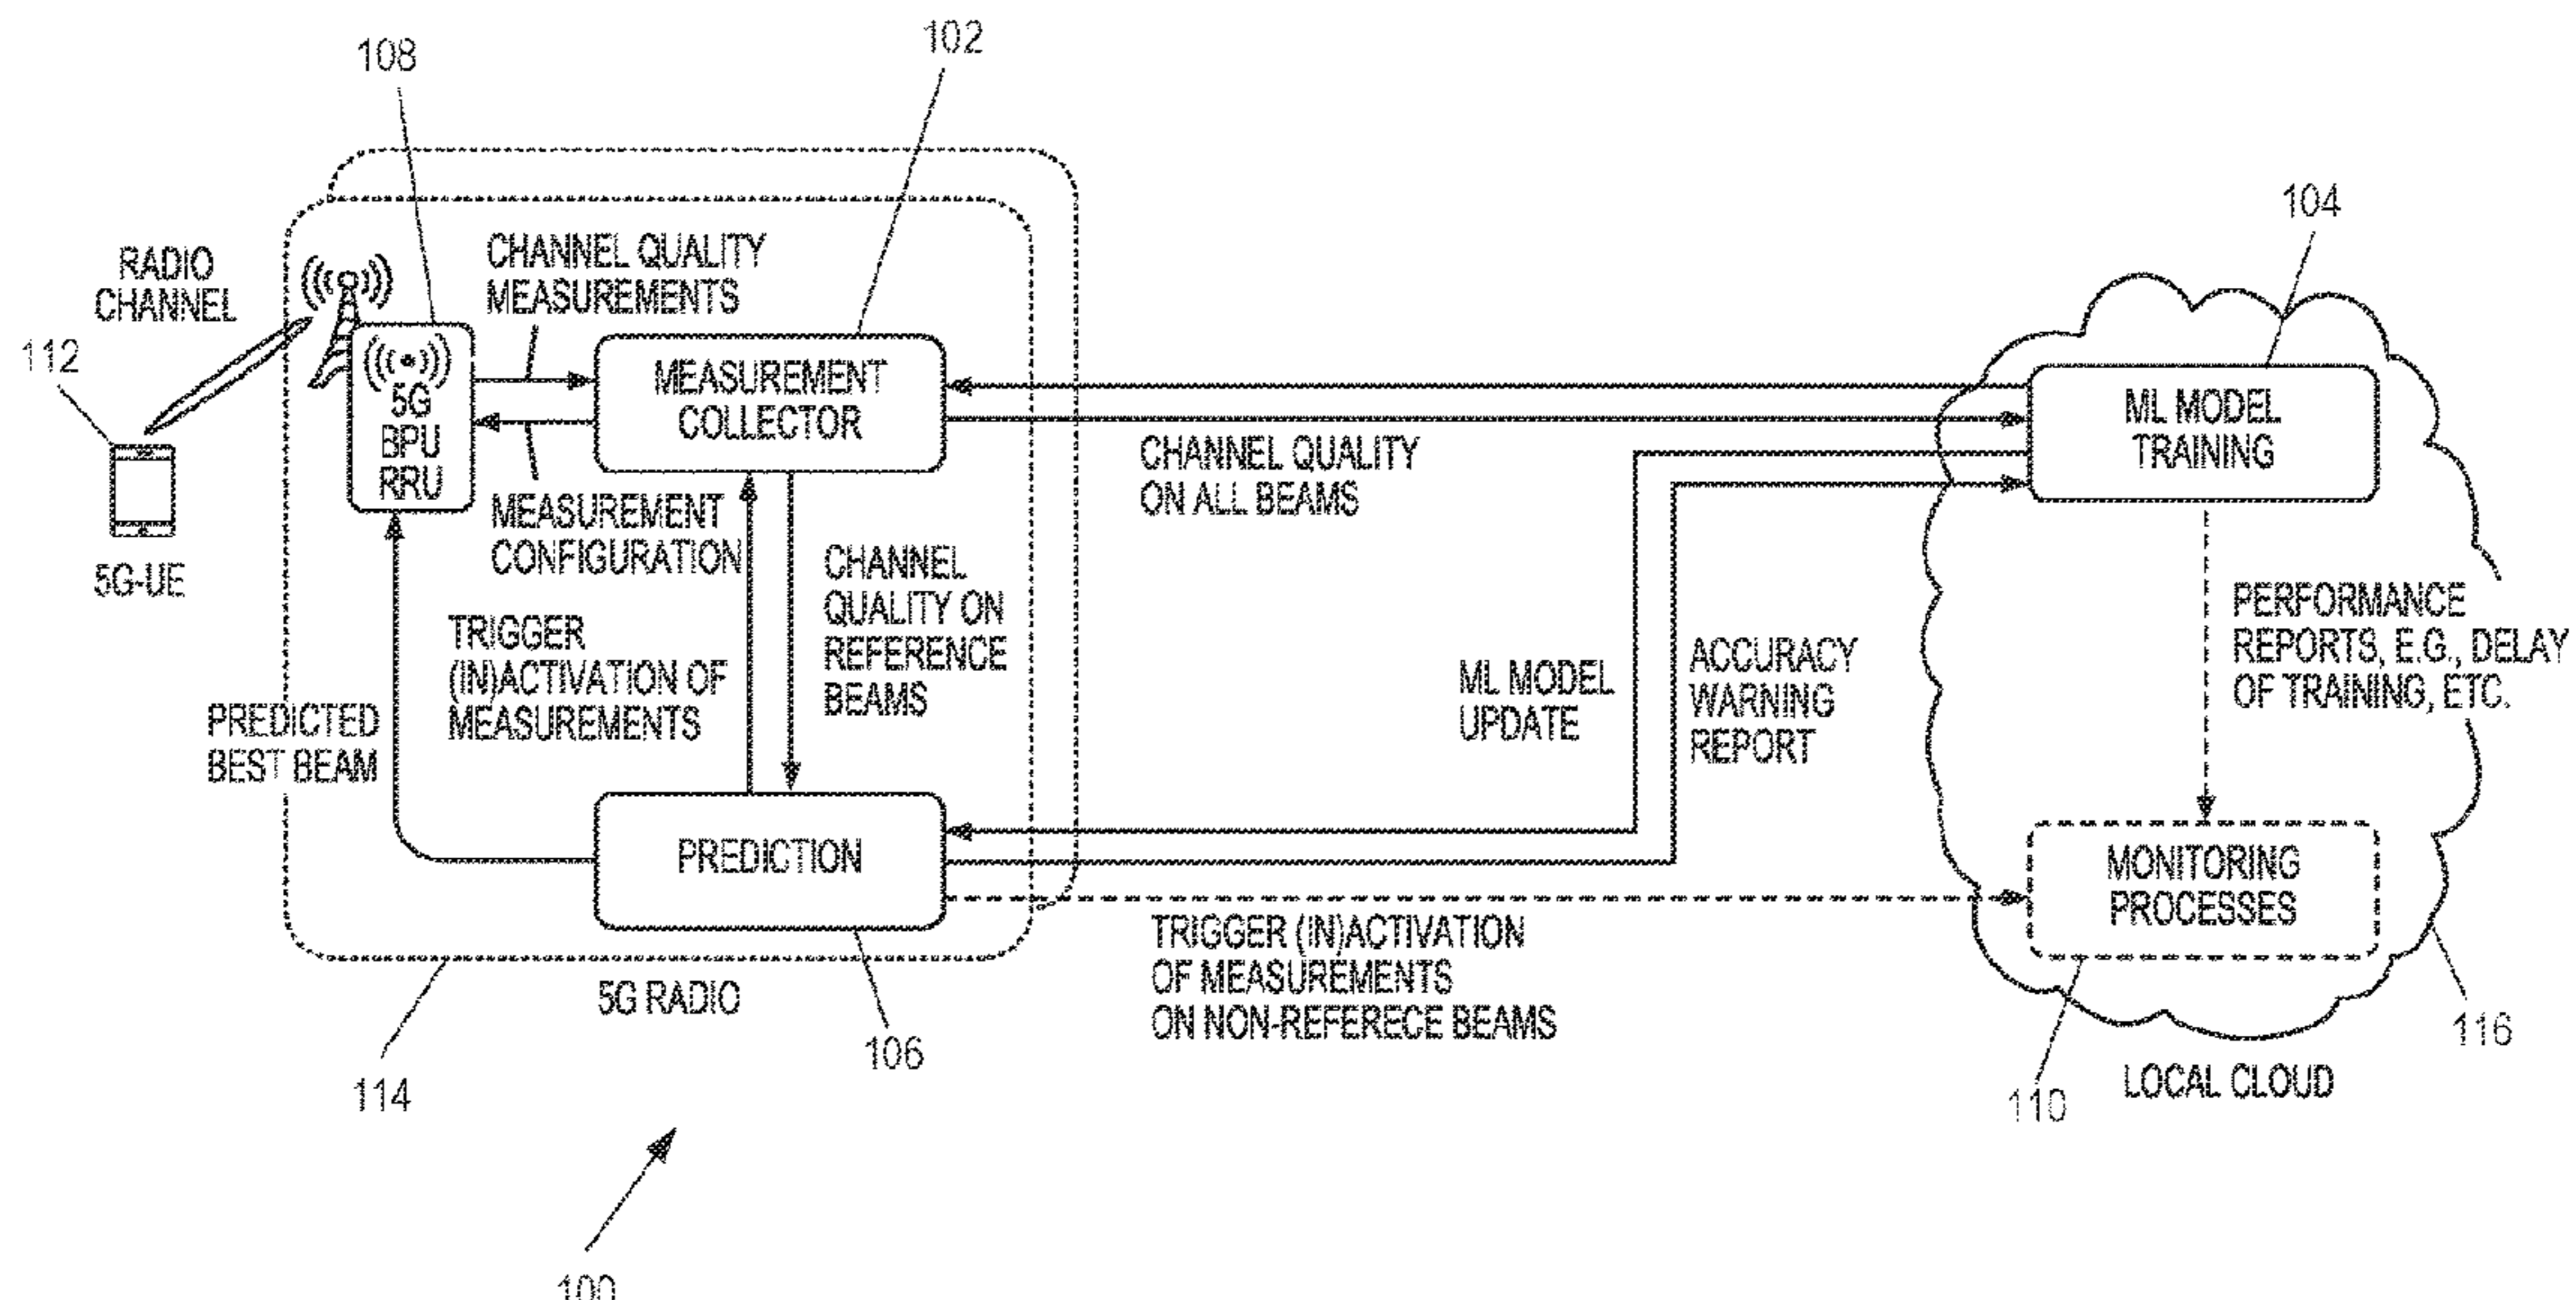 102
108
104
RADIO
CHANNEL
CHANNEL QUALITY
MEASUREMENTS
112
5G
BPU
RRU
MEASUREMENT
COLLECTOR
ML MODEL
TRAINING
CHANNEL QUALITY
ON ALL BEAMS
MEASUREMENT
CONFIGURATION
5G-UE
CHANNEL
QUALITY ON
REFERENCE
BEAMS
TRIGGER
(IN)ACTIVATION OF
MEASUREMENTS
PERFORMANCE
REPORTS, E.G., DELAY
OF TRAINING, ETC.
ML MODEL
UPDATE
ACCURACY
WARNING
REPORT
PREDICTED
BEST BEAM
PREDICTION
MONITORING
PROCESSES
TRIGGER (IN)ACTIVATION
OF MEASUREMENTS
ON NON-REFERECE BEAMS
5G RADIO
106
114
116
110
LOCAL CLOUD
100